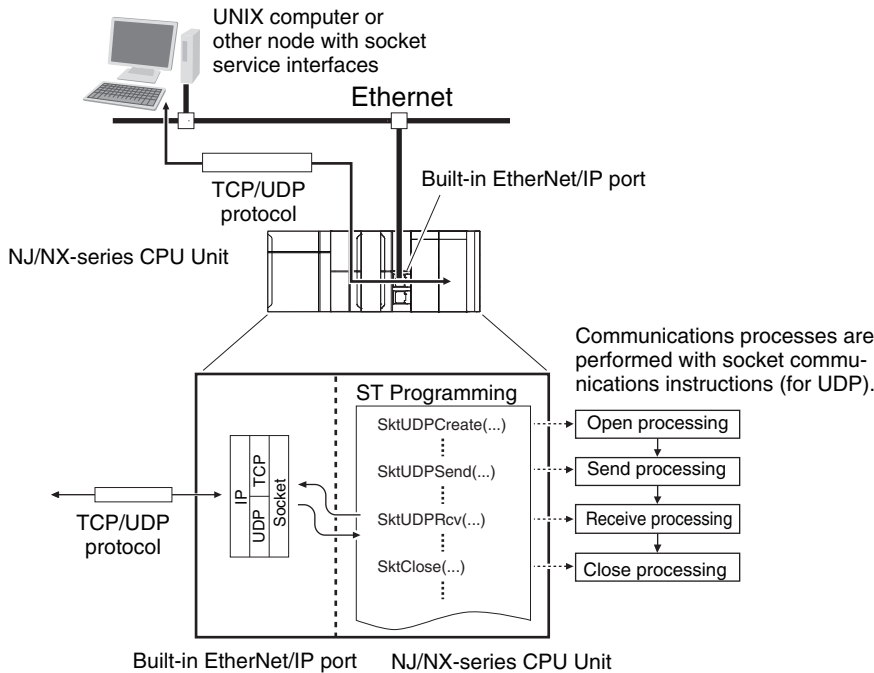 UNIX computer or
other node with socket
service interfaces
Ethernet
TCP/UDP
protocol
Built-in EtherNet/IP port
NJ/NX-series CPU Unit
Communications processes are
performed with socket commu-
nications instructions (for UDP).
ST Programming
SktUDPCreate(...)
Open processing
SktUDPSend(...)
Send processing
SktUDPRcv(...)
Receive processing
SktClose(...)
Close processing
IP
TCP
UDP
Socket
TCP/UDP
protocol
Built-in EtherNet/IP port
NJ/NX-series CPU Unit